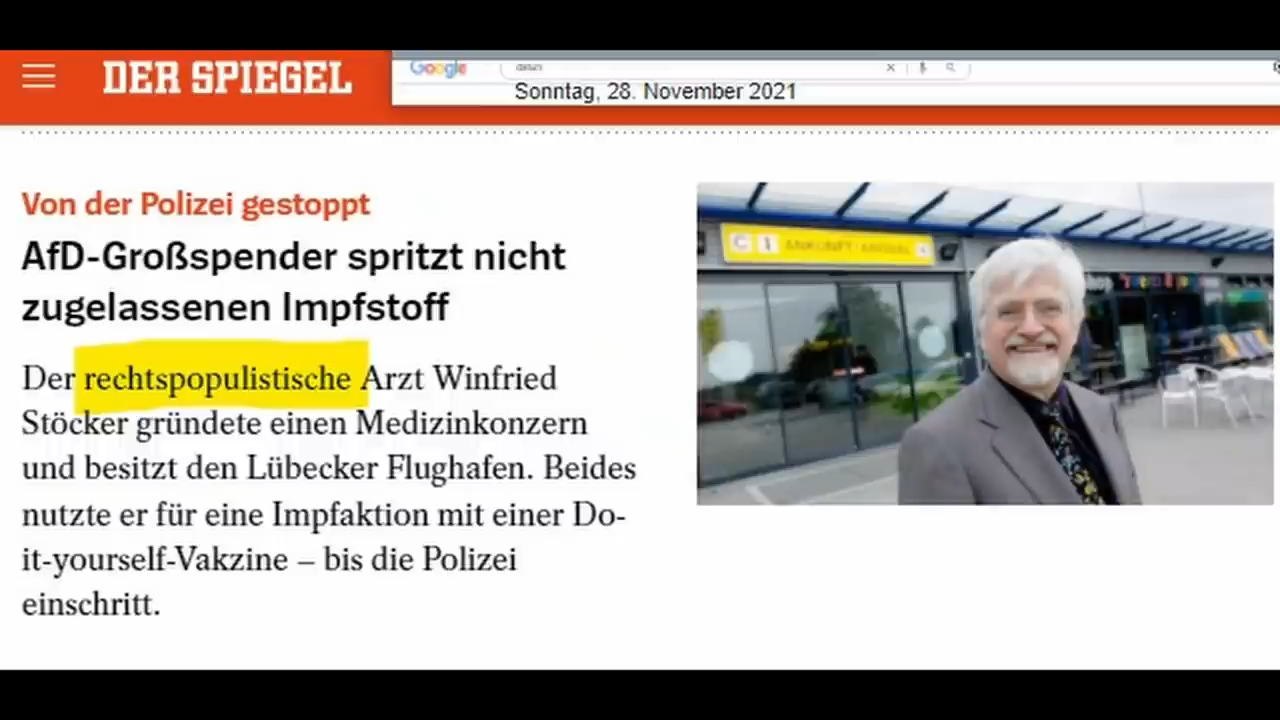 DER SPIEGEL
Google
Sonntag, 28. November 2021
Von der Polizei gestoppt
AfD-Großspender spritzt nicht
zugelassenen Impfstoff
Der rechtspopulistische Arzt Winfried
Stöcker gründete einen Medizinkonzern
und besitzt den Lübecker Flughafen. Beides
nutzte er für eine Impfaktion mit einer Do-
it-yourself-Vakzine – bis die Polizei
einschritt.
C 1 ANKUNFT